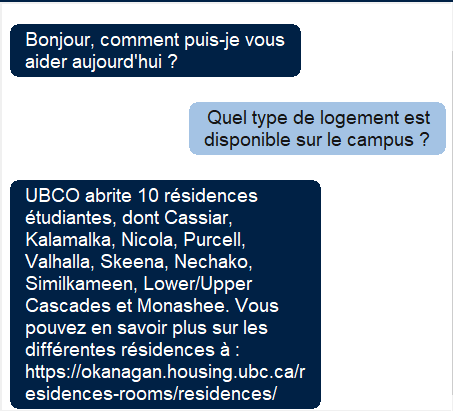 Bonjour, comment puis-je vous
aider aujourd'hui ?
Quel type de logement est
disponible sur le campus ?
UBCO abrite 10 résidences
étudiantes, dont Cassiar,
Kalamalka, Nicola, Purcell,
Valhalla, Skeena, Nechako,
Similkameen, Lower/Upper
Cascades et Monashee. Vous
pouvez en savoir plus sur les
différentes résidences à :
https://okanagan.housing.ubc.ca/r
esidences-rooms/residences/